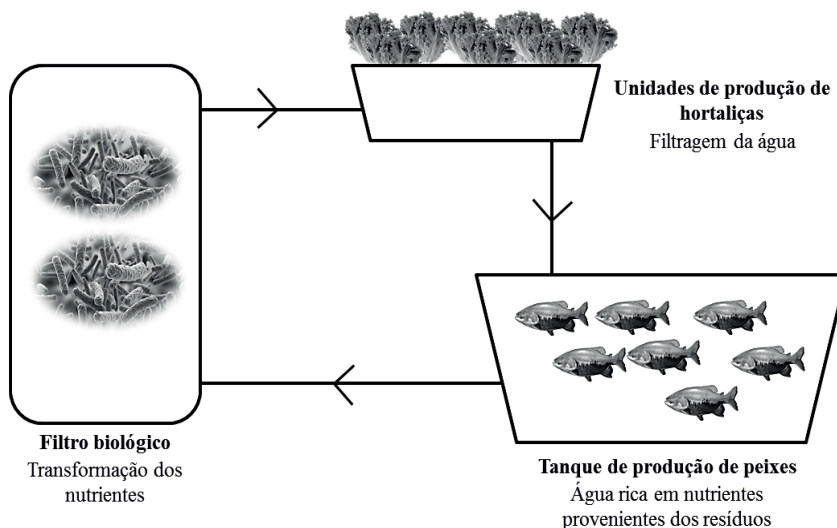 Unidades de produção de
hortaliças
Filtragem da água
Filtro biológico
Transformação dos
nutrientes
Tanque de produção de peixes
Água rica em nutrientes
provenientes dos resíduos